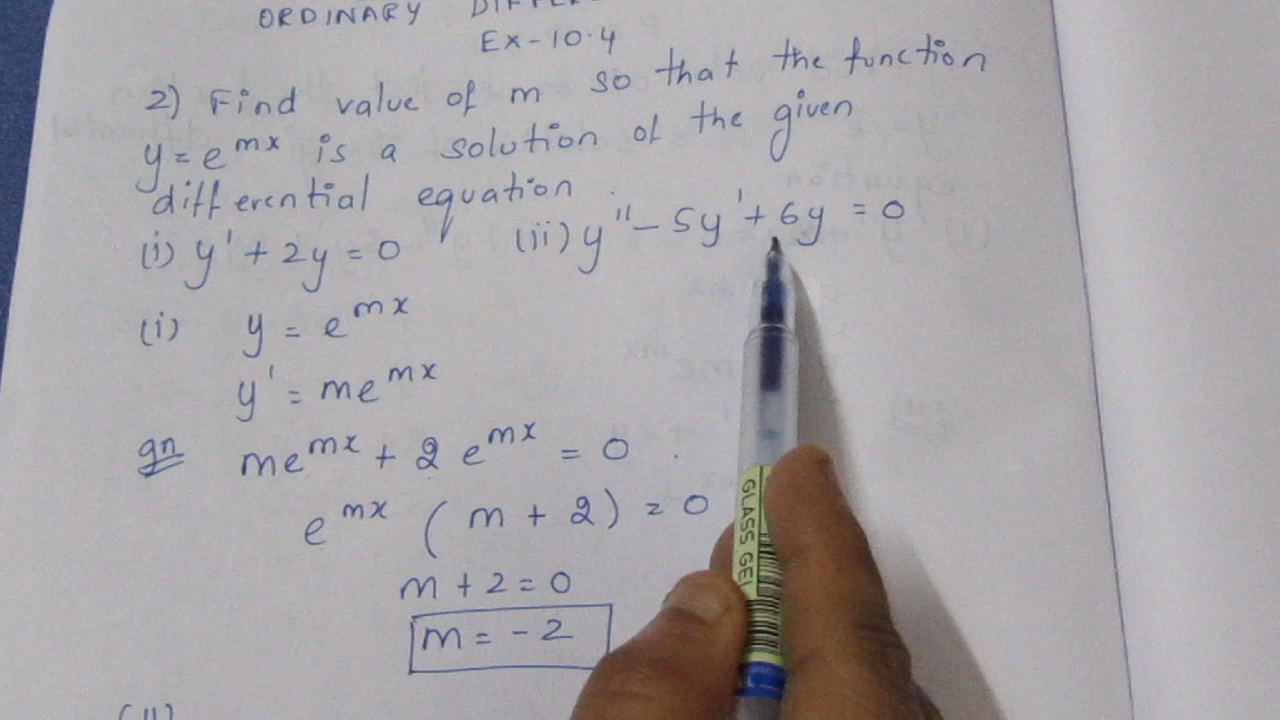 ORDINARY
Ex-10.4
2) Find value of m so that the function
y = e^mx is a solution of the given
differential equation.
(i) y' + 2y = 0 (ii) y'' - 5y' + 6y = 0
(i) y = e^mx
y' = me^mx
gn me^mx + 2 e^mx = 0
e^mx ( m + 2 ) = 0
m + 2 = 0
m = -2
(ii)
GLASS GEL